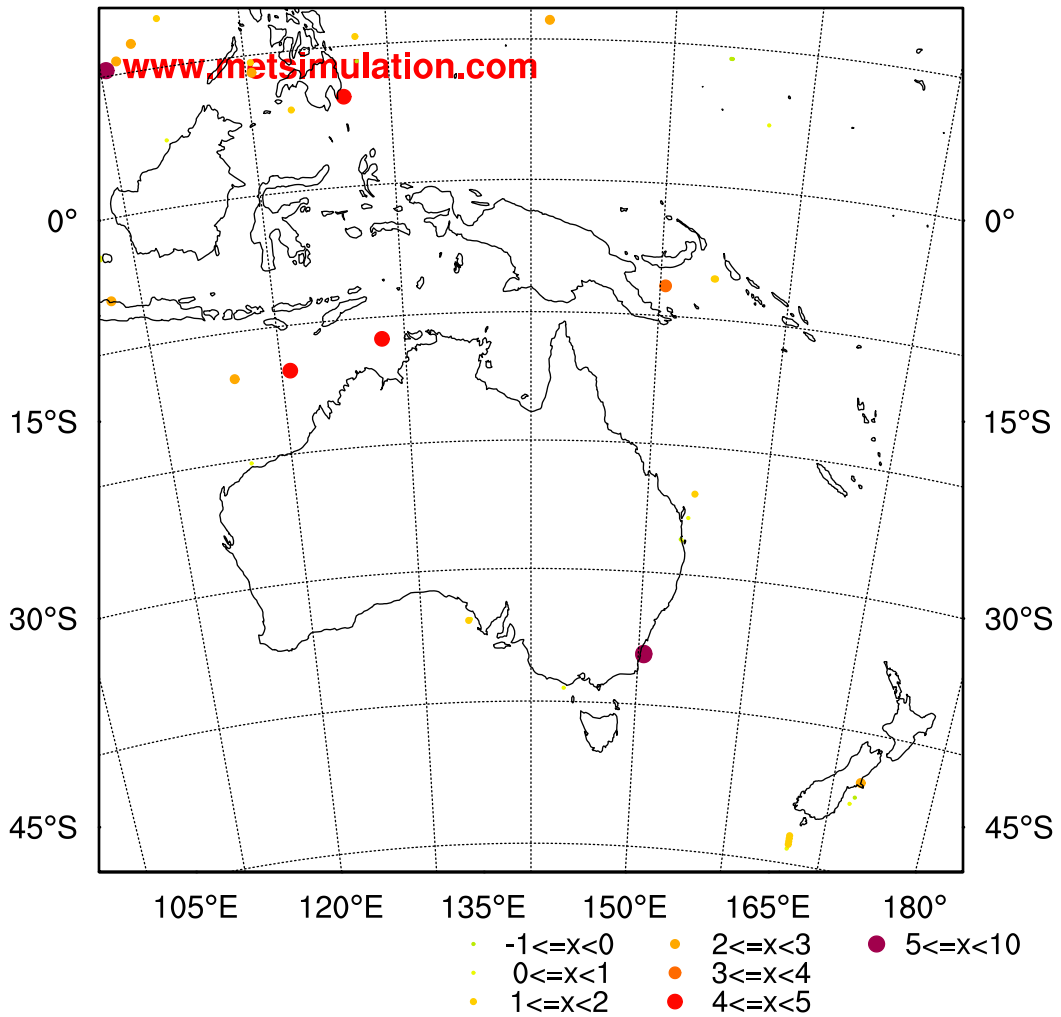 www.metsimulation.com
0° 0°
15°S 15°S
30°S 30°S
45°S 45°S
105°E 120°E 135°E 150°E 165°E 180°
-1<=x<0 2<=x<3 5<=x<10
0<=x<1 3<=x<4
1<=x<2 4<=x<5